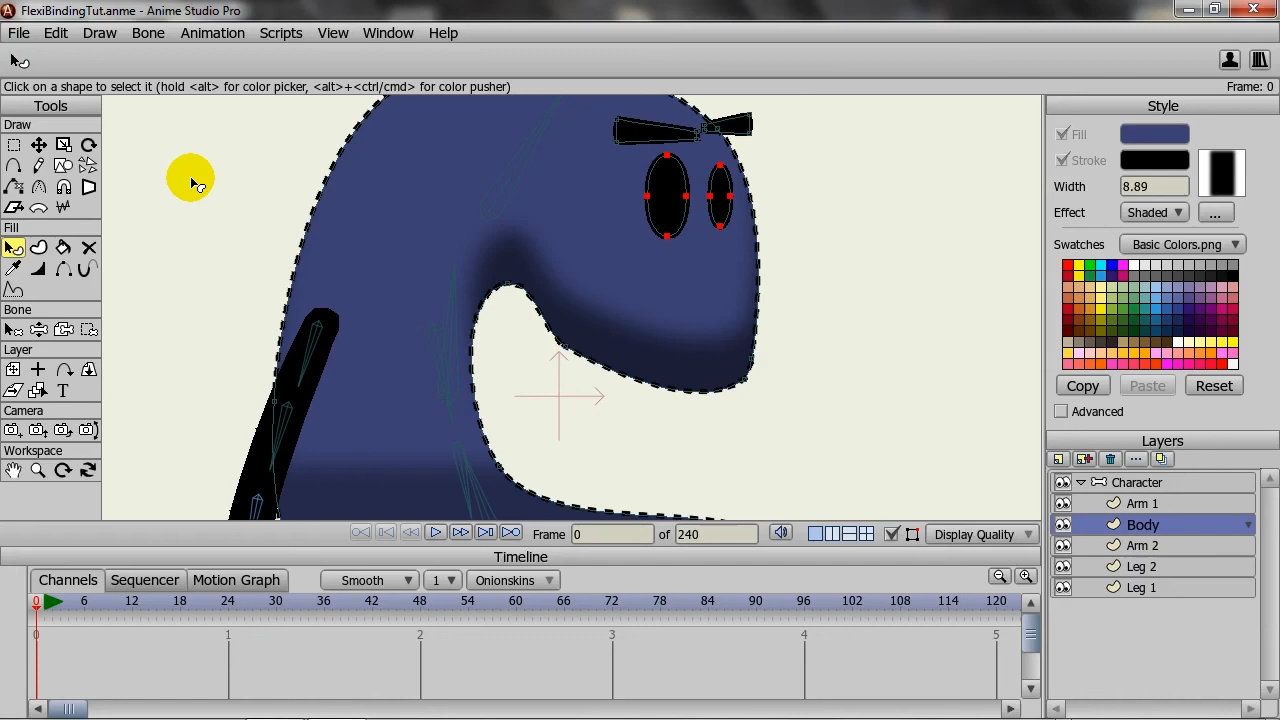 FlexiBindingTut.anme - Anime Studio Pro
File Edit Draw Bone Animation Scripts View Window Help
Click on a shape to select it (hold <alt> for color picker, <alt>+<ctrl/cmd> for color pusher)
Frame: 0
Tools
Draw
Fill
Bone
Layer
Camera
Workspace
Style
Fill
Stroke
Width 8.89
Effect Shaded ...
Swatches Basic Colors.png
Copy Paste Reset
Advanced
Layers
Character
Arm 1
Body
Arm 2
Leg 2
Leg 1
Frame 0 of 240 Display Quality
Timeline
Channels Sequencer Motion Graph Smooth 1 Onionskins
0 6 12 18 24 30 36 42 48 54 60 66 72 78 84 90 96 102 108 114 120
0 1 2 3 4 5